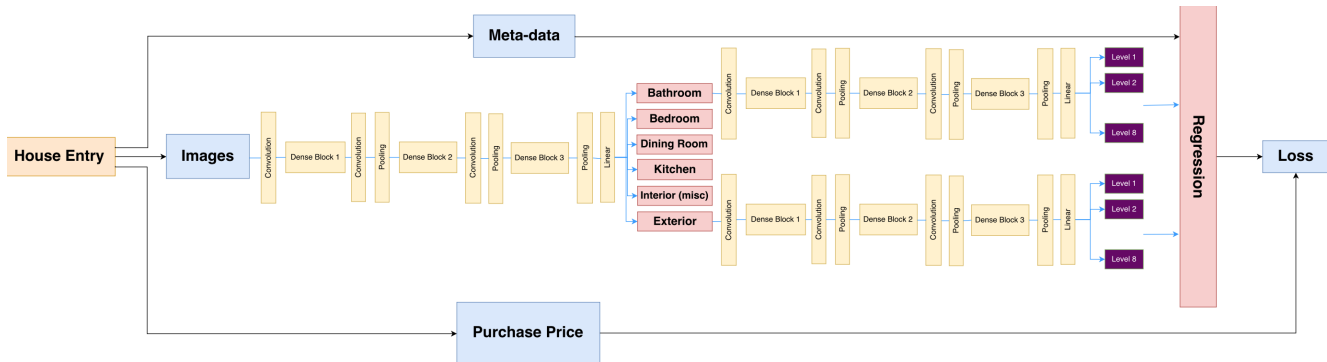 Meta-data
House Entry
Images
Convolution
Dense Block 1
Convolution
Pooling
Dense Block 2
Convolution
Pooling
Dense Block 3
Pooling
Linear
Bathroom
Bedroom
Dining Room
Kitchen
Interior (misc)
Exterior
Convolution
Dense Block 1
Convolution
Pooling
Dense Block 2
Convolution
Pooling
Dense Block 3
Pooling
Linear
Level 1
Level 2
Level 8
Convolution
Dense Block 1
Convolution
Pooling
Dense Block 2
Convolution
Pooling
Dense Block 3
Pooling
Linear
Level 1
Level 2
Level 8
Regression
Loss
Purchase Price